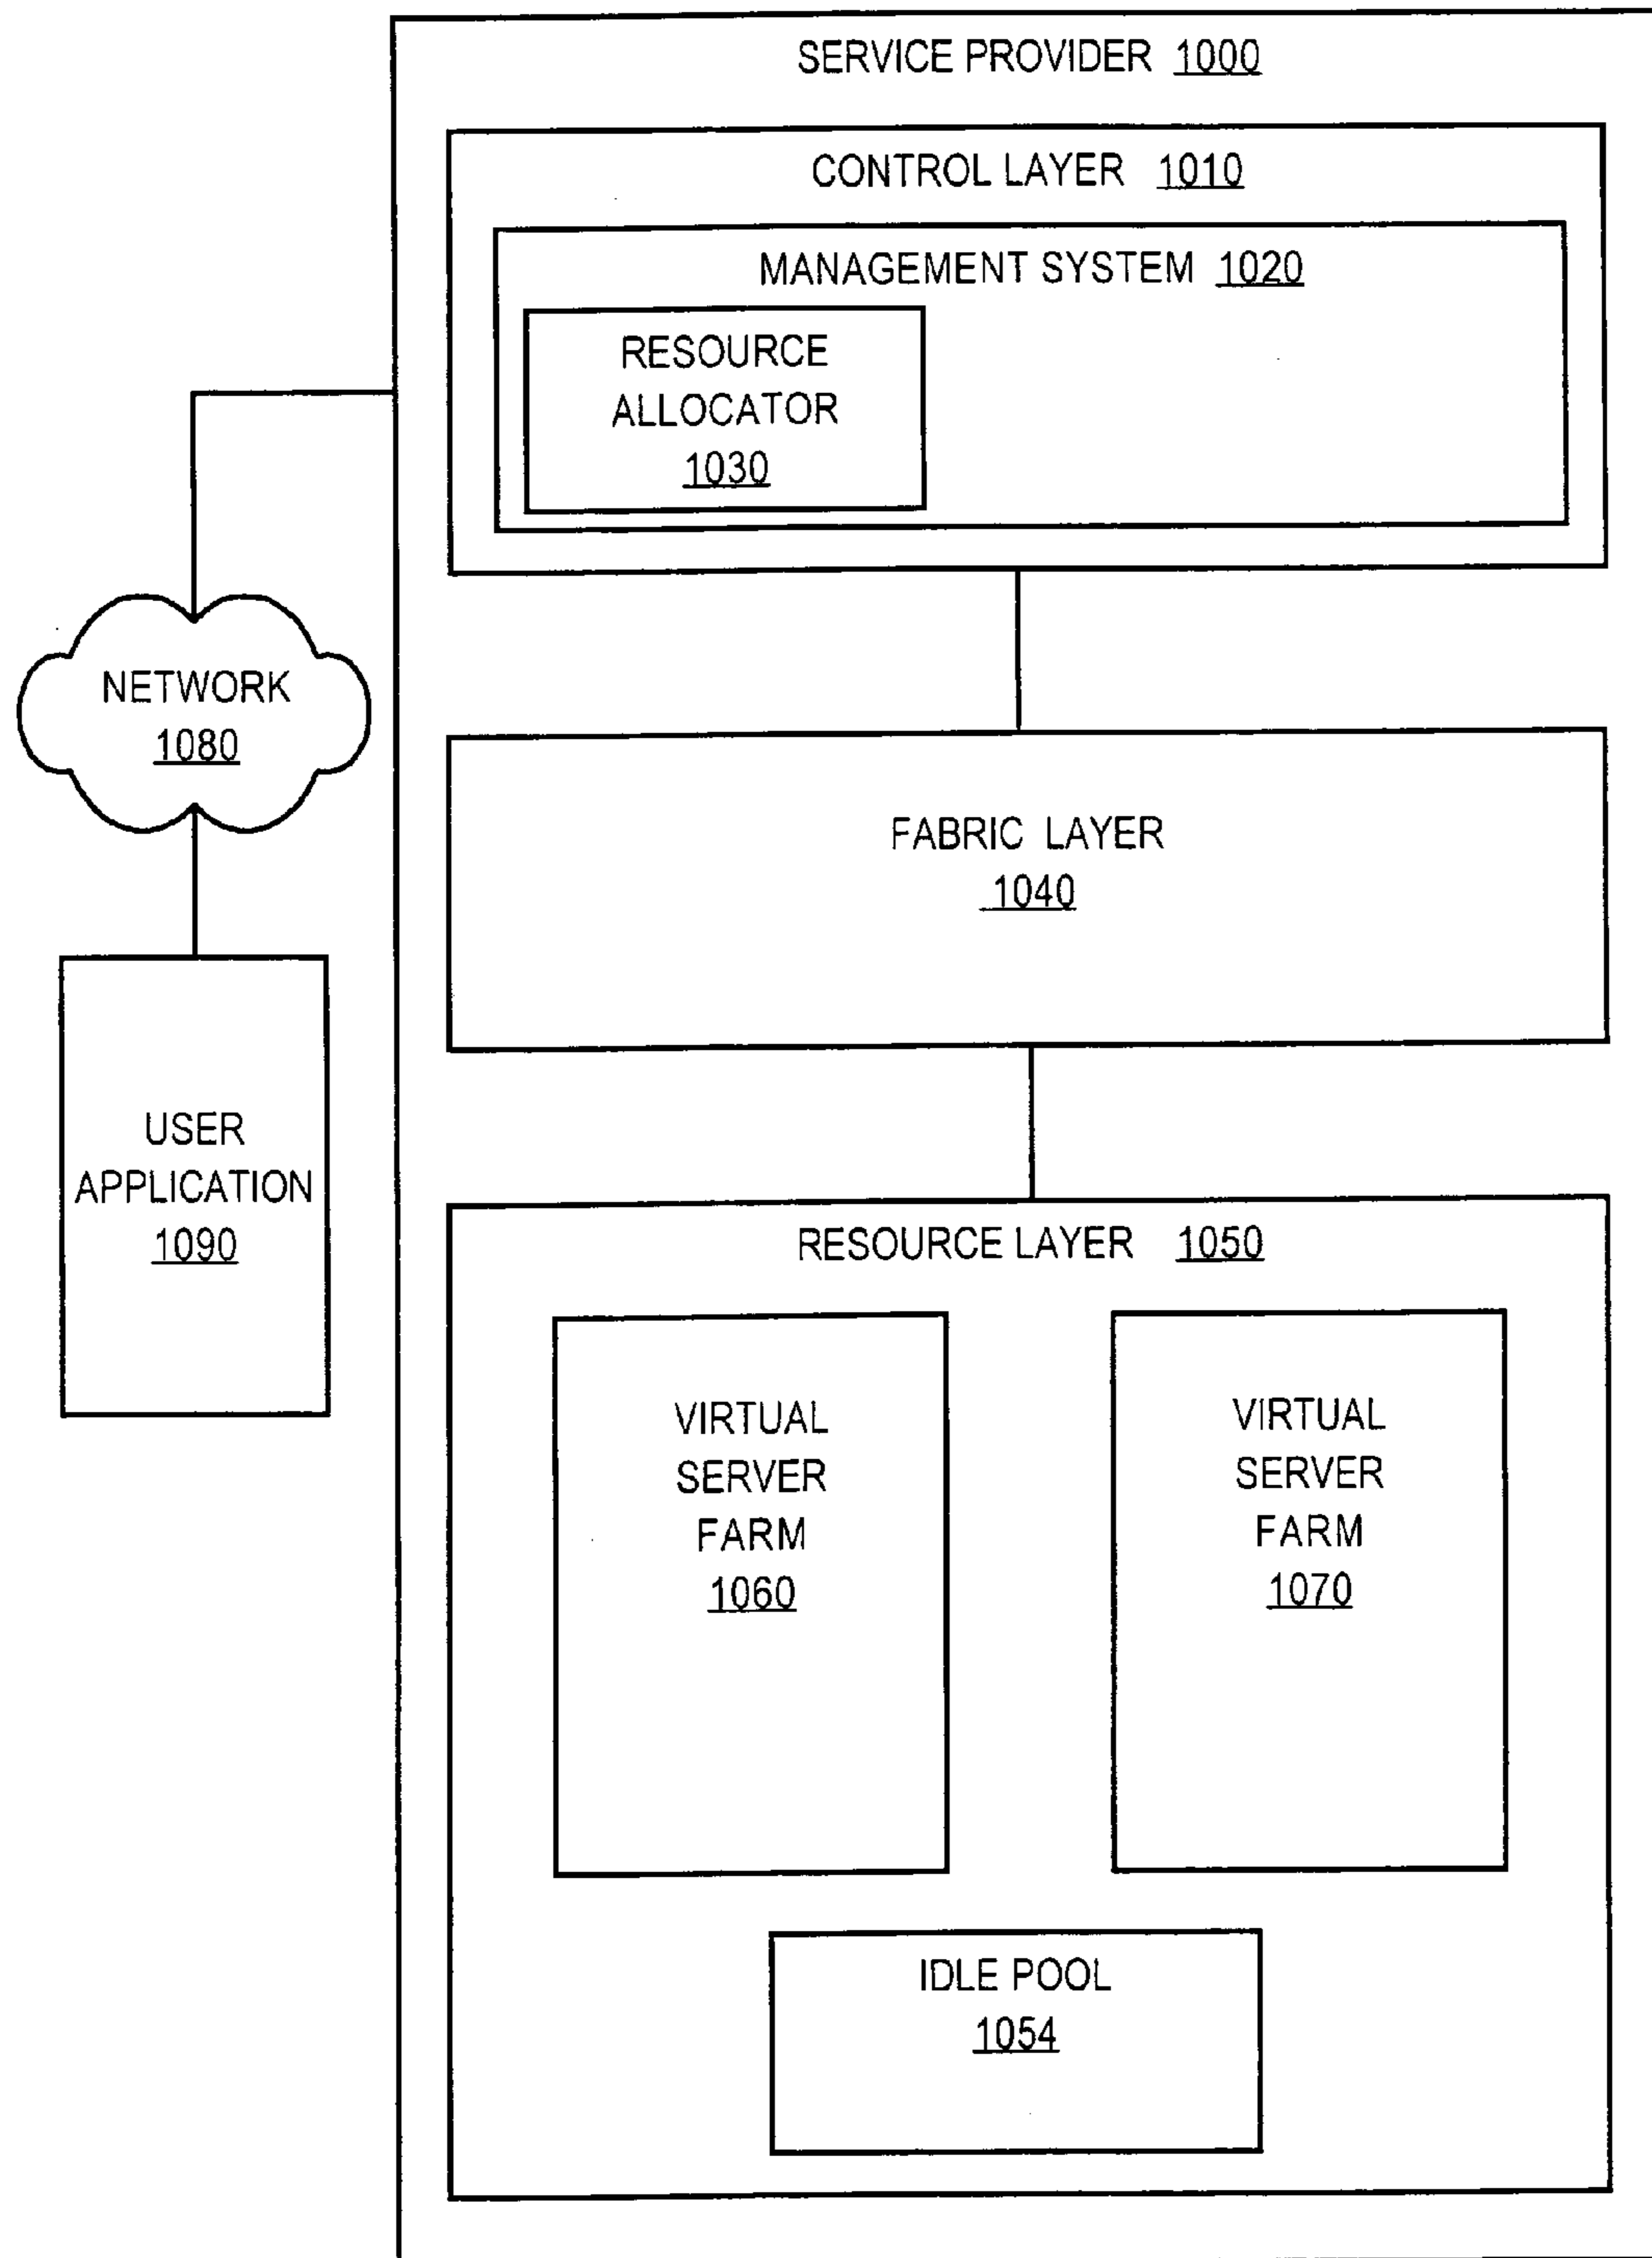 SERVICE PROVIDER 1000
CONTROL LAYER 1010
MANAGEMENT SYSTEM 1020
RESOURCE
ALLOCATOR
1030
NETWORK
1080
FABRIC LAYER
1040
USER
APPLICATION
1090
RESOURCE LAYER 1050
VIRTUAL
SERVER
FARM
1060
VIRTUAL
SERVER
FARM
1070
IDLE POOL
1054